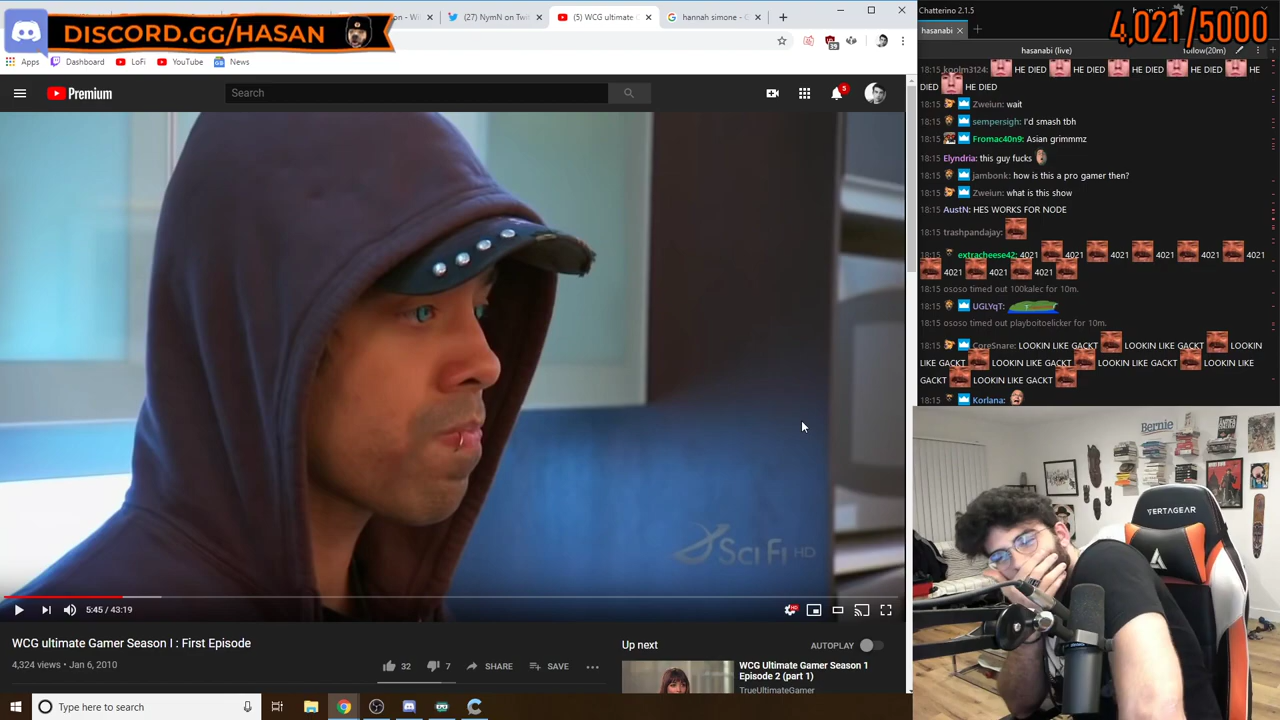 DISCORD.GG/HASAN
(27) NymN on Twit
(5) WCG ultimate G
hannah simone - G
Chatterino 2.1.5
4,021/5000
hasanabi
39
Apps
Dashboard
LoFi
YouTube
News
hasanabi (live)
follow(20m)
Premium
Search
5
18:15 koolm3124: HE DIED HE DIED HE DIED HE DIED HE
DIED HE DIED
18:15 Zweiun: wait
18:15 sempersigh: I'd smash tbh
18:15 Fromac40n9: Asian grimmmz
18:15 Elyndria: this guy fucks
18:15 jambonk: how is this a pro gamer then?
18:15 Zweiun: what is this show
18:15 AustN: HES WORKS FOR NODE
18:15 trashpandajay:
18:15 extracheese42: 4021 4021 4021 4021 4021 4021
4021 4021 4021
18:15 ososo timed out 100kalec for 10m.
18:15 UGLYqT:
18:15 ososo timed out playboitoelicker for 10m.
18:15 CoreSnare: LOOKIN LIKE GACKT LOOKIN LIKE GACKT LOOKIN
LIKE GACKT LOOKIN LIKE GACKT LOOKIN LIKE GACKT LOOKIN LIKE
GACKT LOOKIN LIKE GACKT
18:15 Korlana:
SCI FI HD
5:45 / 43:19
HD
WCG ultimate Gamer Season I : First Episode
4,324 views • Jan 6, 2010
32
7
SHARE
SAVE
Up next
AUTOPLAY
WCG Ultimate Gamer Season 1
Episode 2 (part 1)
TrueUltimateGamer
Bernie
VERTAGEAR
Type here to search
10:15 PM